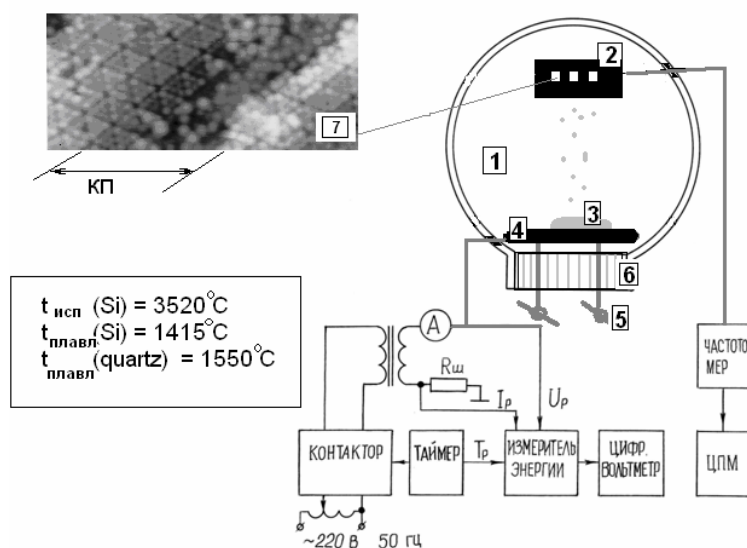 2
7
1
КП
3
4
6
5
t исп (Si) = 3520°C
t плавл (Si) = 1415°C
t плавл (quartz) = 1550°C
A
Rш
Iр
Uр
ЧАСТОТО
МЕР
КОНТАКТОР
ТАЙМЕР
Tр
ИЗМЕРИТЕЛЬ
ЭНЕРГИИ
ЦИФР.
ВОЛЬТМЕТР
ЦПМ
~220 В 50 гц